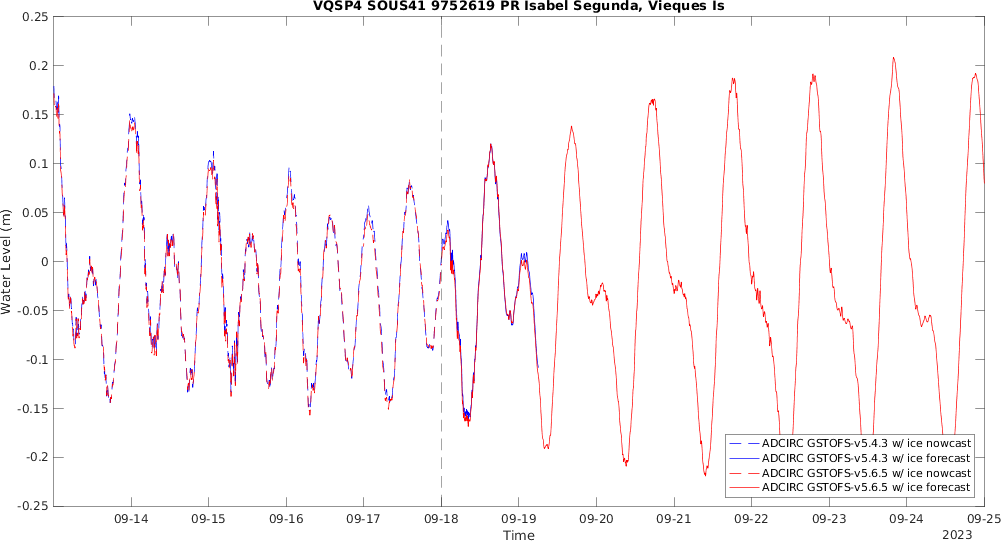 VQSP4 SOUS41 9752619 PR Isabel Segunda, Vieques Is
0.25
0.2
0.15
0.1
0.05
0
-0.05
-0.1
-0.15
-0.2
-0.25
Water Level (m)
ADCIRC GSTOFS-v5.4.3 w/ ice nowcast
ADCIRC GSTOFS-v5.4.3 w/ ice forecast
ADCIRC GSTOFS-v5.6.5 w/ ice nowcast
ADCIRC GSTOFS-v5.6.5 w/ ice forecast
09-14 09-15 09-16 09-17 09-18 09-19 09-20 09-21 09-22 09-23 09-24 09-25
Time
2023